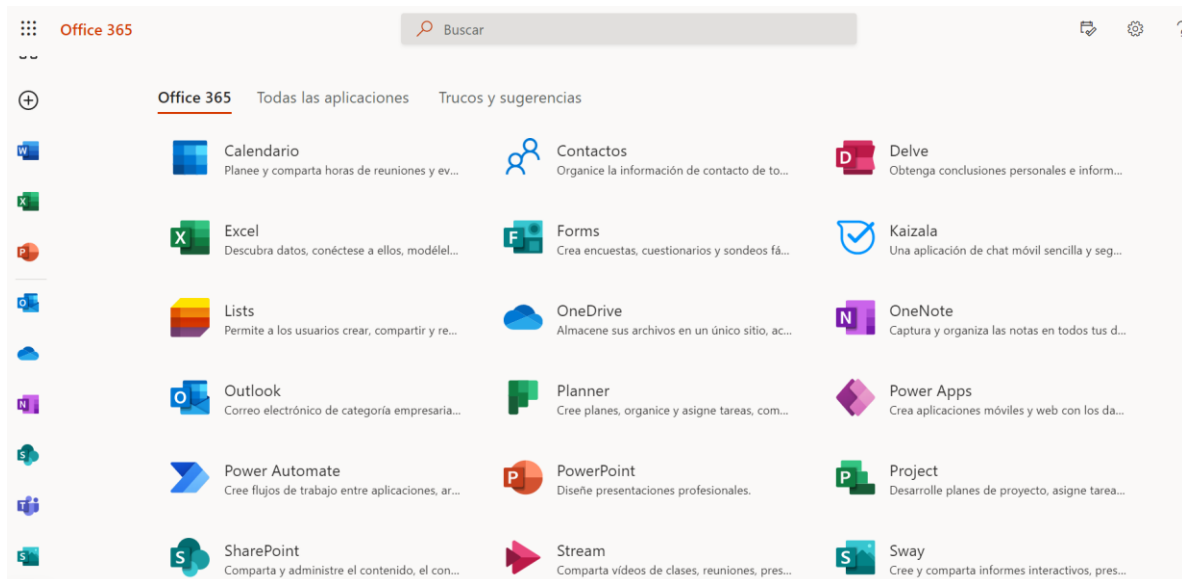 Office 365
Buscar
Office 365 Todas las aplicaciones Trucos y sugerencias
Calendario
Planee y comparta horas de reuniones y ev...
Contactos
Organice la información de contacto de to...
Delve
Obtenga conclusiones personales e inform...
Excel
Descubra datos, conéctese a ellos, modélel...
Forms
Crea encuestas, cuestionarios y sondeos fá...
Kaizala
Una aplicación de chat móvil sencilla y seg...
Lists
Permite a los usuarios crear, compartir y re...
OneDrive
Almacene sus archivos en un único sitio, ac...
OneNote
Captura y organiza las notas en todos tus d...
Outlook
Correo electrónico de categoría empresaria...
Planner
Cree planes, organice y asigne tareas, com...
Power Apps
Crea aplicaciones móviles y web con los da...
Power Automate
Cree flujos de trabajo entre aplicaciones, ar...
PowerPoint
Diseñe presentaciones profesionales.
Project
Desarrolle planes de proyecto, asigne tarea...
SharePoint
Comparta y administre el contenido, el con...
Stream
Comparta vídeos de clases, reuniones, pres...
Sway
Cree y comparta informes interactivos, pres...